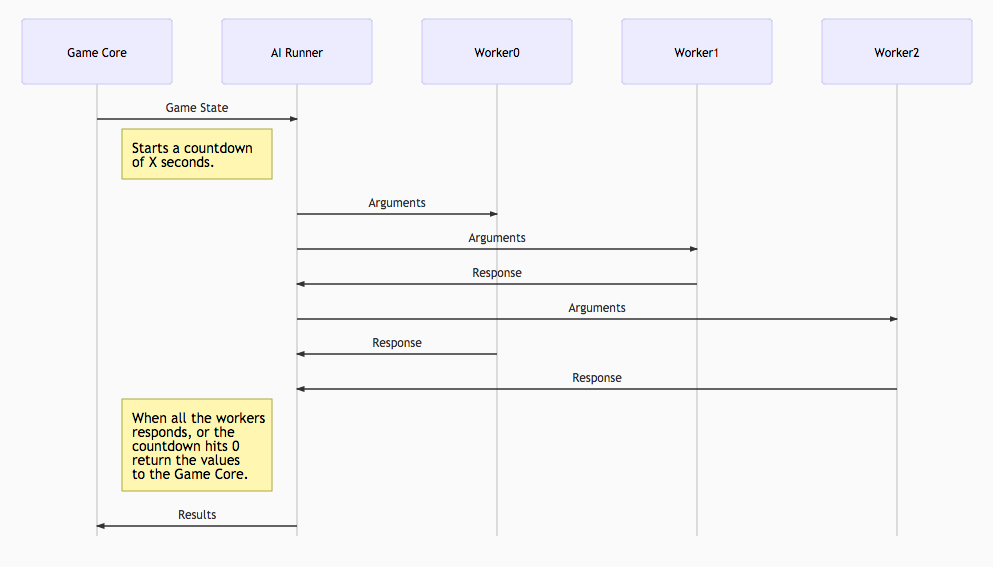 Game Core
AI Runner
Worker0
Worker1
Worker2
Game State
Starts a countdown
of X seconds.
Arguments
Arguments
Response
Arguments
Response
Response
When all the workers
responds, or the
countdown hits 0
return the values
to the Game Core.
Results